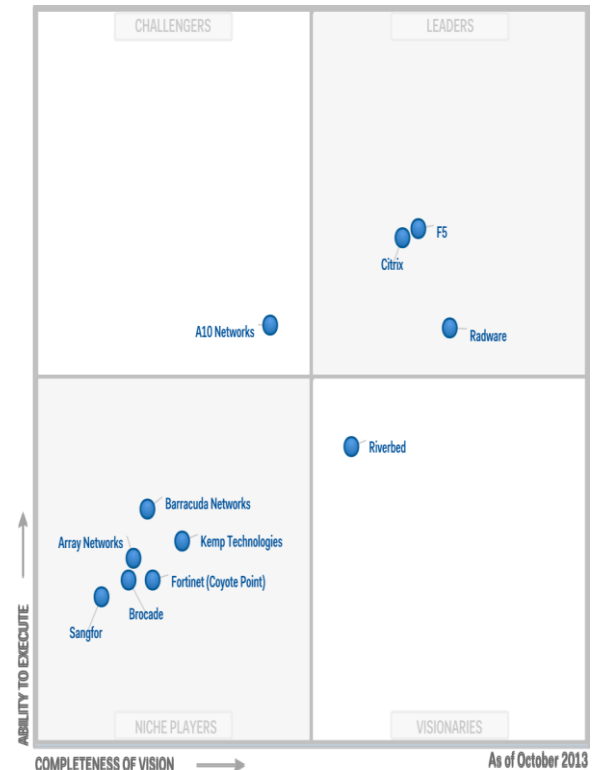 CHALLENGERS
LEADERS
F5
Citrix
A10 Networks
Radware
Riverbed
Barracuda Networks
Array Networks
Kemp Technologies
Fortinet (Coyote Point)
Brocade
Sangfor
ABILITY TO EXECUTE
NICHE PLAYERS
VISIONARIES
COMPLETENESS OF VISION
As of October 2013